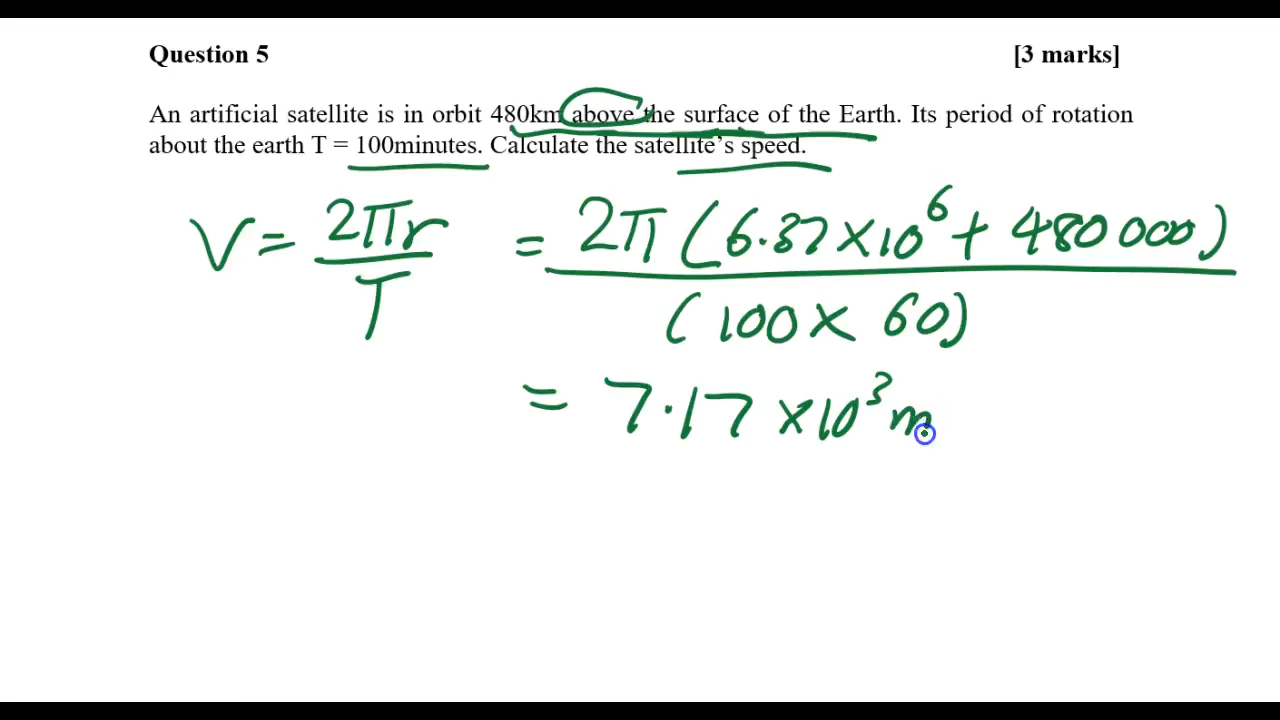 Question 5 [3 marks]
An artificial satellite is in orbit 480km above the surface of the Earth. Its period of rotation
about the earth T = 100minutes. Calculate the satellite's speed.
V = 2πr / T = 2π (6.37 × 10^6 + 480 000) / (100 × 60)
= 7.17 × 10^3 m